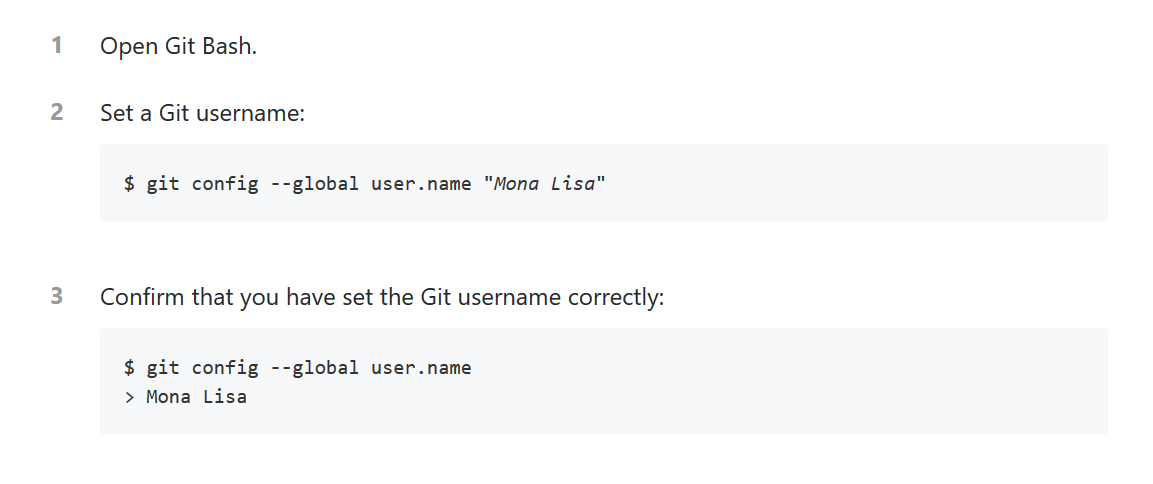 1 Open Git Bash.
2 Set a Git username:
$ git config --global user.name "Mona Lisa"
3 Confirm that you have set the Git username correctly:
$ git config --global user.name
> Mona Lisa